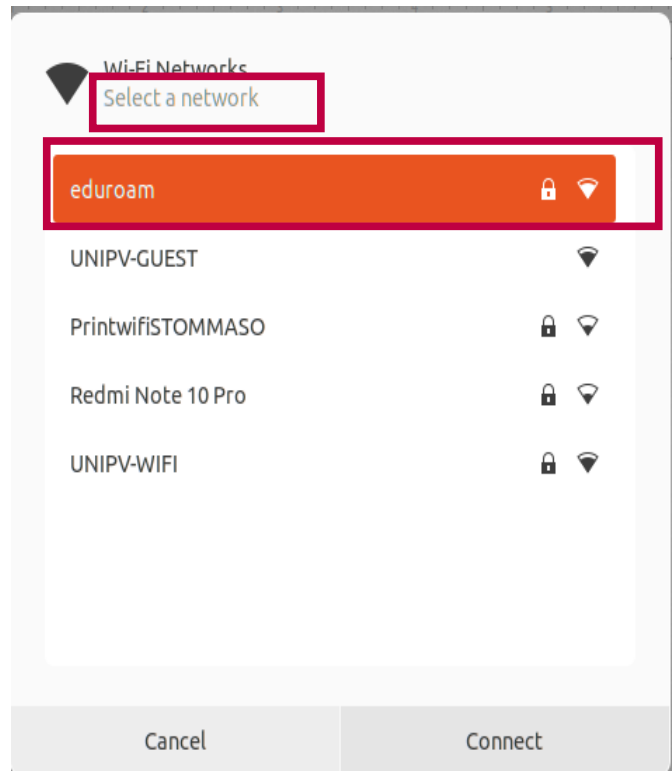 Wi-Fi Networks
Select a network
eduroam
UNIPV-GUEST
PrintwifiSTOMMASO
Redmi Note 10 Pro
UNIPV-WIFI
Cancel Connect